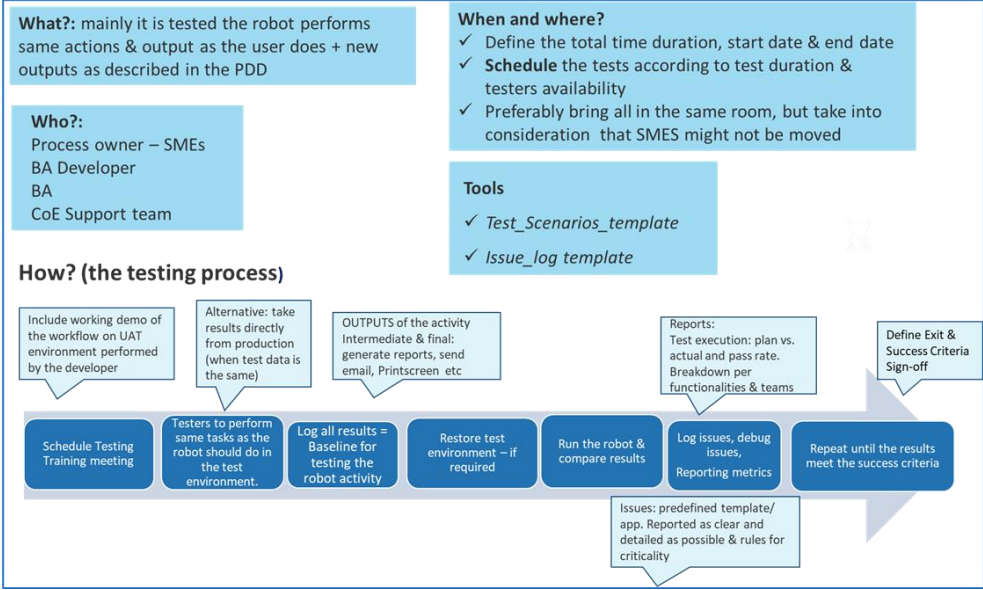 What?: mainly it is tested the robot performs
same actions & output as the user does + new
outputs as described in the PDD
Who?:
Process owner – SMEs
BA Developer
BA
CoE Support team
When and where?
✓ Define the total time duration, start date & end date
✓ Schedule the tests according to test duration &
testers availability
✓ Preferably bring all in the same room, but take into
consideration that SMES might not be moved
Tools
✓ Test_Scenarios_template
✓ Issue_log template
How? (the testing process)
Include working demo of
the workflow on UAT
environment performed
by the developer
Alternative: take
results directly
from production
(when test data is
the same)
OUTPUTS of the activity
Intermediate & final:
generate reports, send
email, Printscreen etc
Reports:
Test execution: plan vs.
actual and pass rate.
Breakdown per
functionalities & teams
Define Exit &
Success Criteria
Sign-off
Schedule Testing
Training meeting
Testers to perform
same tasks as the
robot should do in
the test
environment.
Log all results =
Baseline for
testing the
robot activity
Restore test
environment – if
required
Run the robot &
compare results
Log issues, debug
issues,
Reporting metrics
Repeat until the results
meet the success criteria
Issues: predefined template/
app. Reported as clear and
detailed as possible & rules for
criticality